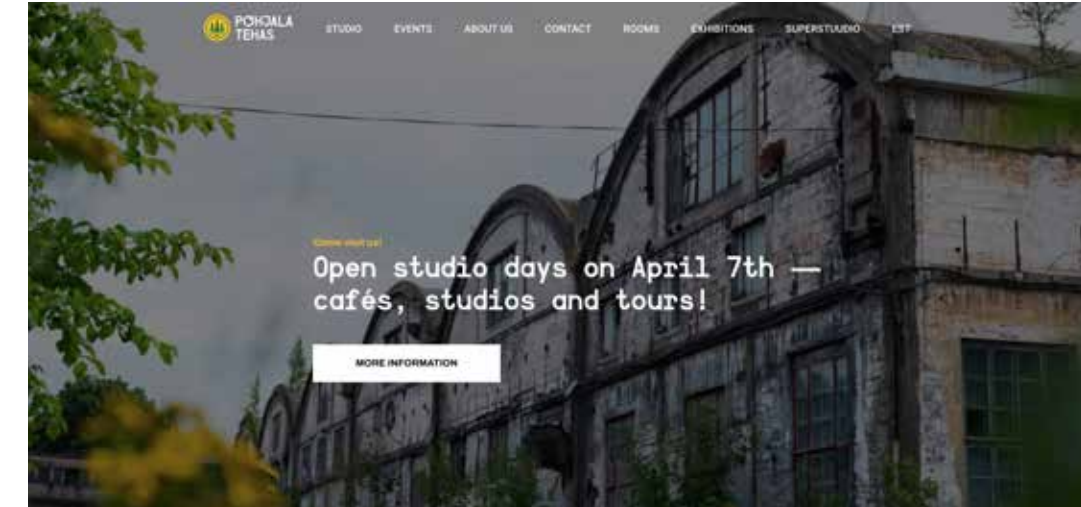 POHJALA
TEHAS
STUDIO EVENTS ABOUT US CONTACT ROOMS EXHIBITIONS SUPERSTUUDIO EST
Come visit us!
Open studio days on April 7th —
cafés, studios and tours!
MORE INFORMATION